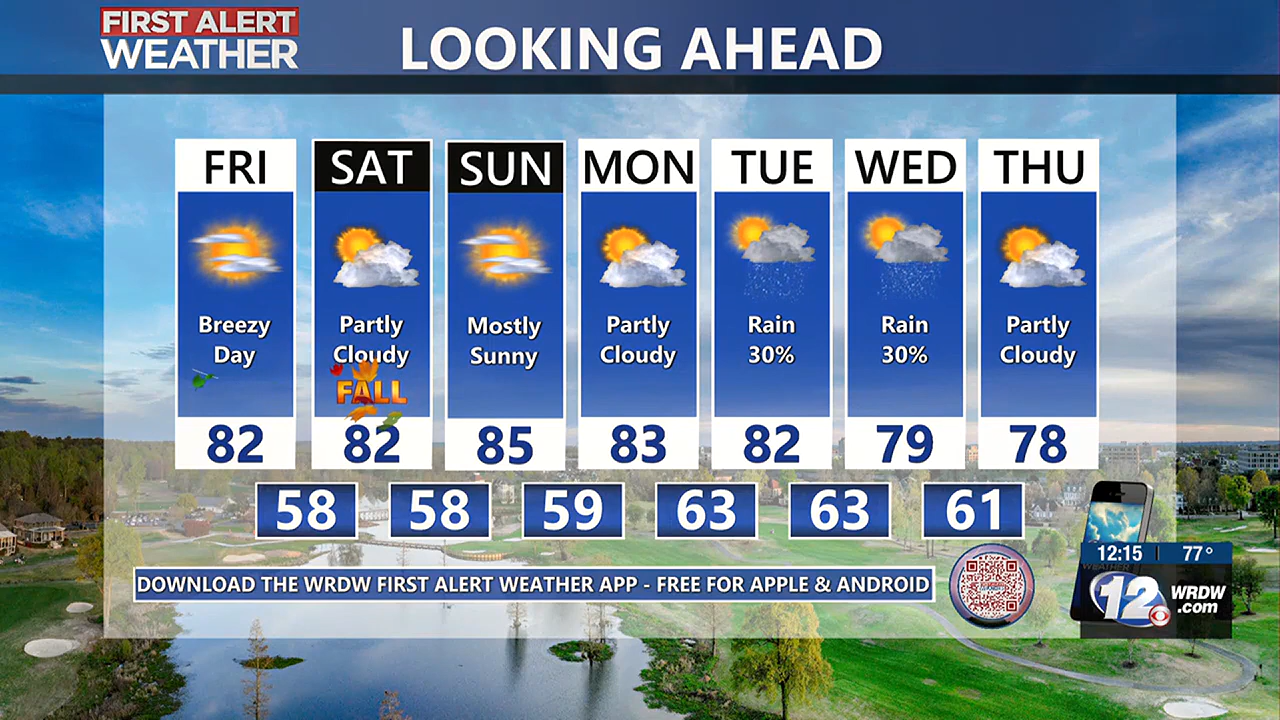 FIRST ALERT
WEATHER
LOOKING AHEAD
FRI SAT SUN MON TUE WED THU
Breezy Partly Mostly Partly Rain Rain Partly
Day Cloudy Sunny Cloudy 30% 30% Cloudy
FALL
82 82 85 83 82 79 78
58 58 59 63 63 61
DOWNLOAD THE WRDW FIRST ALERT WEATHER APP - FREE FOR APPLE & ANDROID
12:15 | 77°
WEATHER
12 WRDW
.com